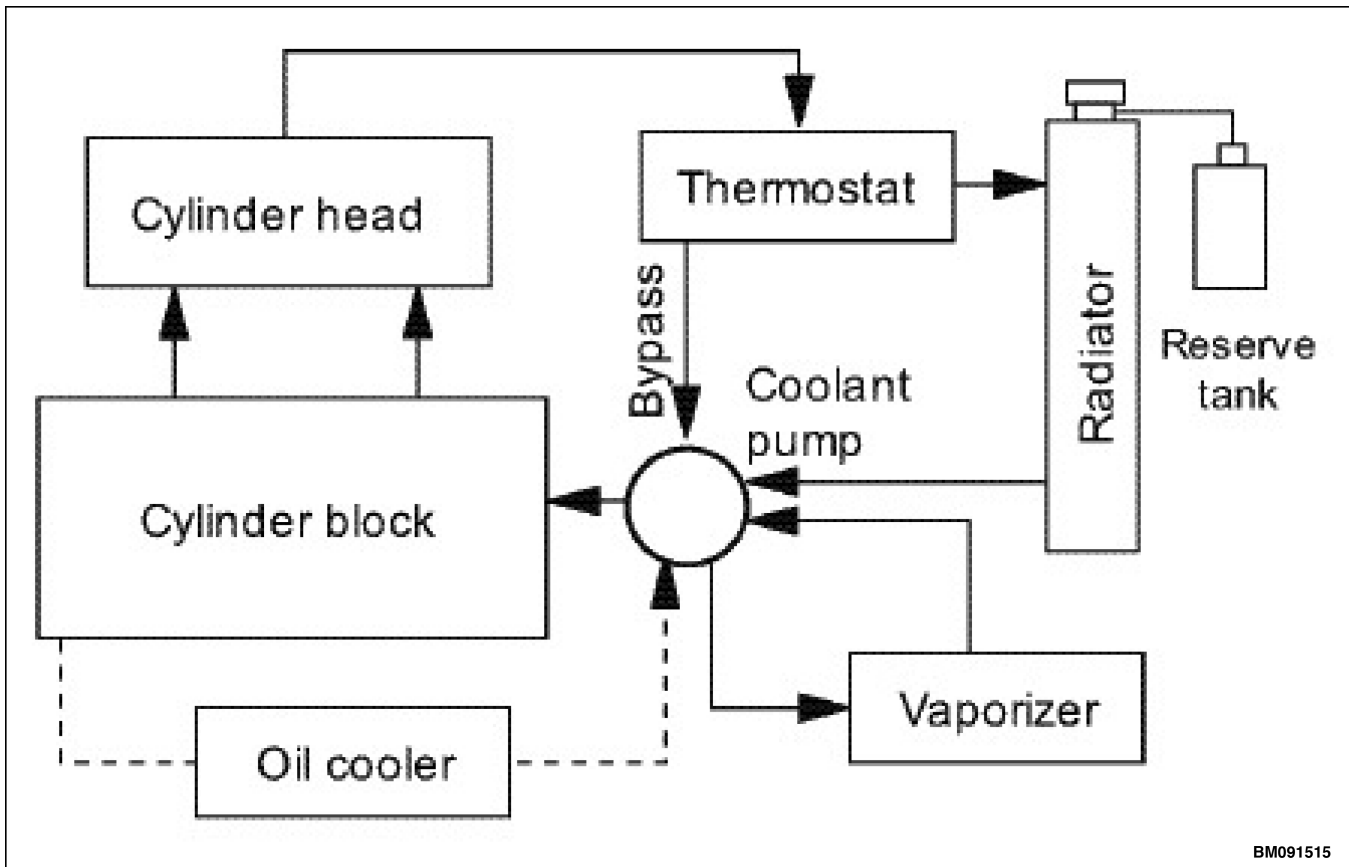 Cylinder head
Thermostat
Bypass
Radiator
Reserve
tank
Coolant
pump
Cylinder block
Vaporizer
Oil cooler
BM091515